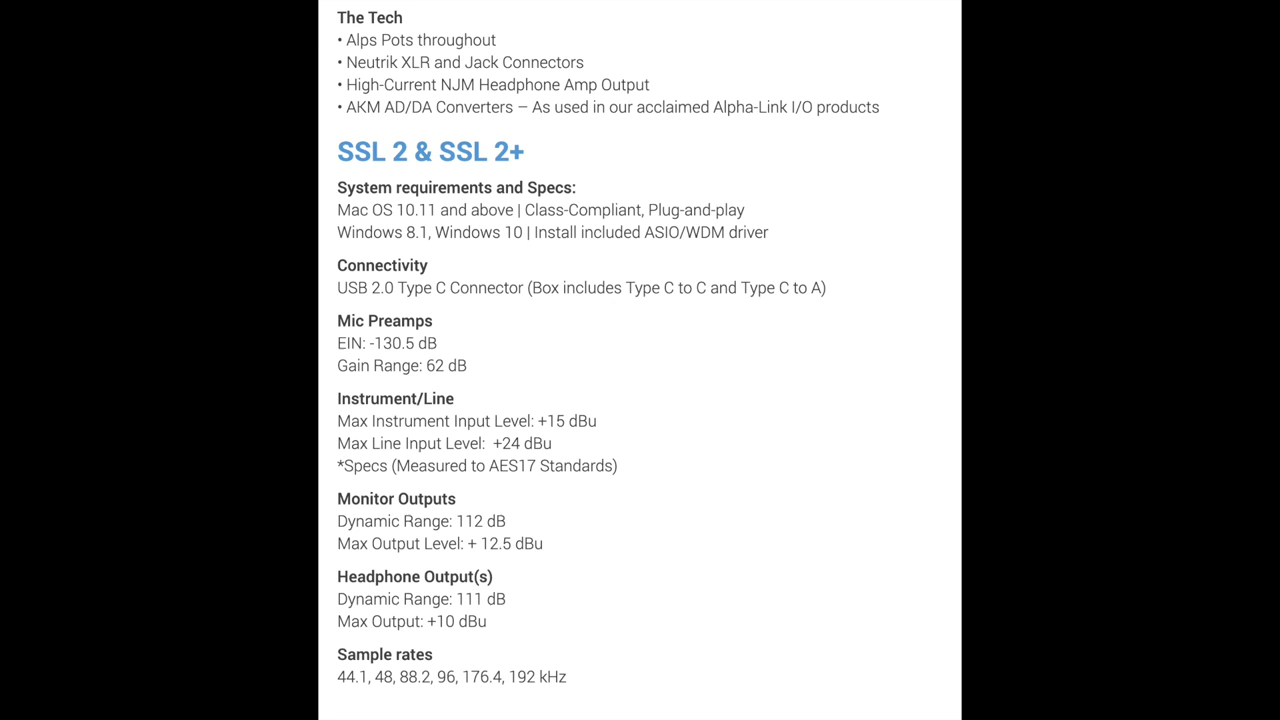 The Tech
• Alps Pots throughout
• Neutrik XLR and Jack Connectors
• High-Current NJM Headphone Amp Output
• AKM AD/DA Converters – As used in our acclaimed Alpha-Link I/O products
SSL 2 & SSL 2+
System requirements and Specs:
Mac OS 10.11 and above | Class-Compliant, Plug-and-play
Windows 8.1, Windows 10 | Install included ASIO/WDM driver
Connectivity
USB 2.0 Type C Connector (Box includes Type C to C and Type C to A)
Mic Preamps
EIN: -130.5 dB
Gain Range: 62 dB
Instrument/Line
Max Instrument Input Level: +15 dBu
Max Line Input Level:  +24 dBu
*Specs (Measured to AES17 Standards)
Monitor Outputs
Dynamic Range: 112 dB
Max Output Level: + 12.5 dBu
Headphone Output(s)
Dynamic Range: 111 dB
Max Output: +10 dBu
Sample rates
44.1, 48, 88.2, 96, 176.4, 192 kHz